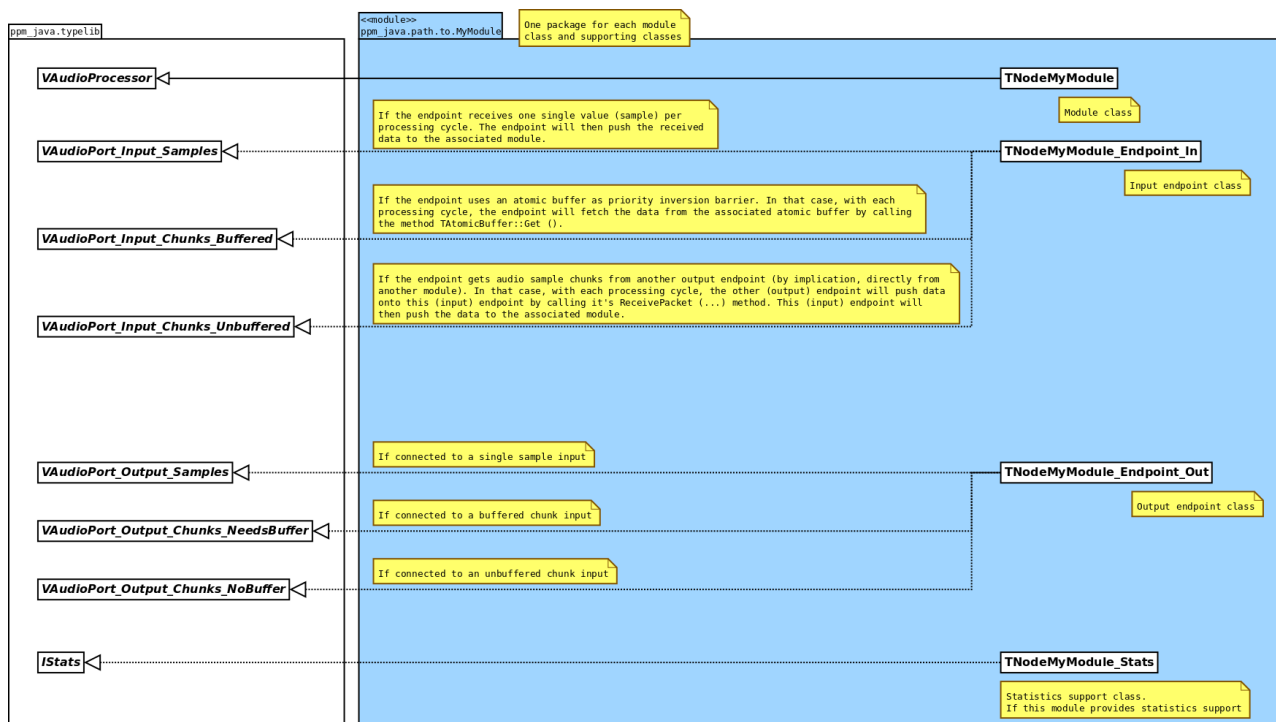 <<module>>
ppm_java.path.to.MyModule
One package for each module
class and supporting classes
ppm_java.typelib
VAudioProcessor
TNodeMyModule
If the endpoint receives one single value (sample) per
processing cycle. The endpoint will then push the received
data to the associated module.
Module class
VAudioPort_Input_Samples
TNodeMyModule_Endpoint_In
Input endpoint class
If the endpoint uses an atomic buffer as priority inversion barrier. In that case, with each
processing cycle, the endpoint will fetch the data from the associated atomic buffer by calling
the method TAtomicBuffer::Get ().
VAudioPort_Input_Chunks_Buffered
If the endpoint gets audio sample chunks from another output endpoint (by implication, directly from
another module). In that case, with each processing cycle, the other (output) endpoint will push data
onto this (input) endpoint by calling it's ReceivePacket (...) method. This (input) endpoint will
then push the data to the associated module.
VAudioPort_Input_Chunks_Unbuffered
If connected to a single sample input
VAudioPort_Output_Samples
TNodeMyModule_Endpoint_Out
Output endpoint class
If connected to a buffered chunk input
VAudioPort_Output_Chunks_NeedsBuffer
If connected to an unbuffered chunk input
VAudioPort_Output_Chunks_NoBuffer
IStats
TNodeMyModule_Stats
Statistics support class.
If this module provides statistics support